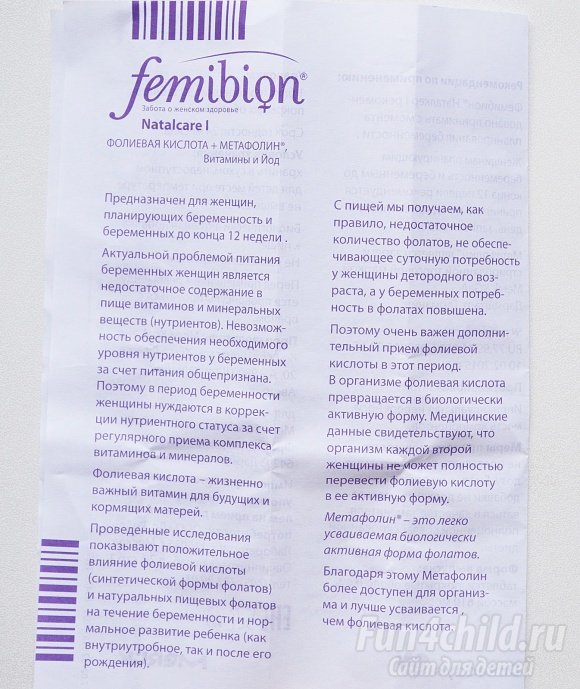 femibion®
Забота о женском здоровье
Natalcare I
ФОЛИЕВАЯ КИСЛОТА + МЕТАФОЛИН®,
Витамины и Йод
Предназначен для женщин,
планирующих беременность и
беременных до конца 12 недели .
Актуальной проблемой питания
беременных женщин является
недостаточное содержание в
пище витаминов и минеральных
веществ (нутриентов). Невозмож-
ность обеспечения необходимого
уровня нутриентов у беременных
за счет питания общепризнана.
Поэтому в период беременности
женщины нуждаются в коррек-
ции нутриентного статуса за счет
регулярного приема комплекса
витаминов и минералов.
Фолиевая кислота – жизненно
важный витамин для будущих и
кормящих матерей.
Проведенные исследования
показывают положительное
влияние фолиевой кислоты
(синтетической формы фолатов)
и натуральных пищевых фолатов
на течение беременности и нор-
мальное развитие ребенка (как
внутриутробное, так и после его
рождения).
С пищей мы получаем, как
правило, недостаточное
количество фолатов, не обеспе-
чивающее суточную потребность
у женщины детородного воз-
раста, а у беременных потреб-
ность в фолатах повышена.
Поэтому очень важен дополни-
тельный прием фолиевой
кислоты в этот период.
В организме фолиевая кислота
превращается в биологически
активную форму. Медицинские
данные свидетельствуют, что
организм каждой второй
женщины не может полностью
перевести фолиевую кислоту
в ее активную форму.
Метафолин® – это легко
усваиваемая биологически
активная форма фолатов.
Благодаря этому Метафолин
более доступен для организ-
ма и лучше усваивается ,
чем фолиевая кислота.
Fun4child.ru
Сайт для детей